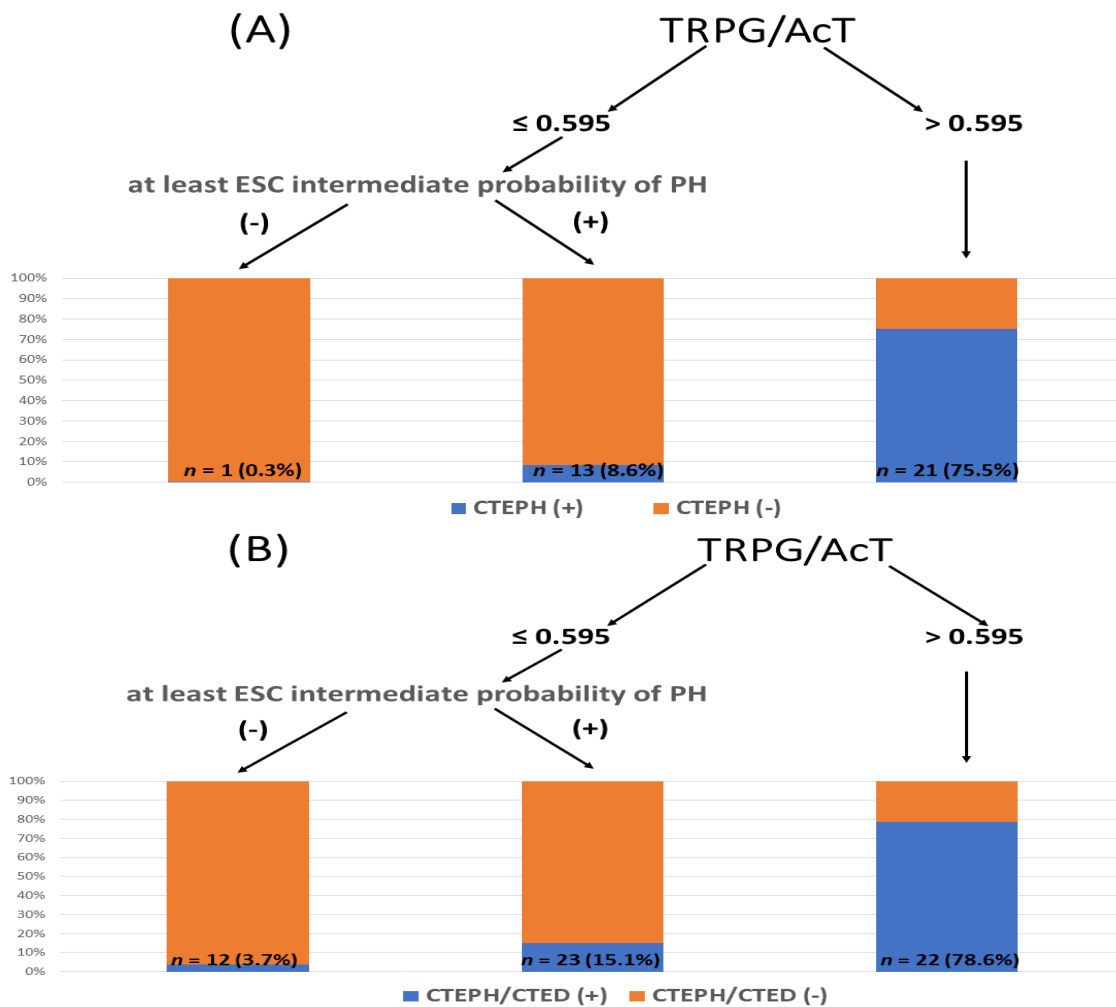 (A)
TRPG/AcT
≤ 0.595
> 0.595
at least ESC intermediate probability of PH
(-)
(+)
100%
90%
80%
70%
60%
50%
40%
30%
20%
10%
0%
n = 1 (0.3%)
n = 13 (8.6%)
n = 21 (75.5%)
CTEPH (+)
CTEPH (-)
(B)
TRPG/AcT
≤ 0.595
> 0.595
at least ESC intermediate probability of PH
(-)
(+)
100%
90%
80%
70%
60%
50%
40%
30%
20%
10%
0%
n = 12 (3.7%)
n = 23 (15.1%)
n = 22 (78.6%)
CTEPH/CTED (+)
CTEPH/CTED (-)